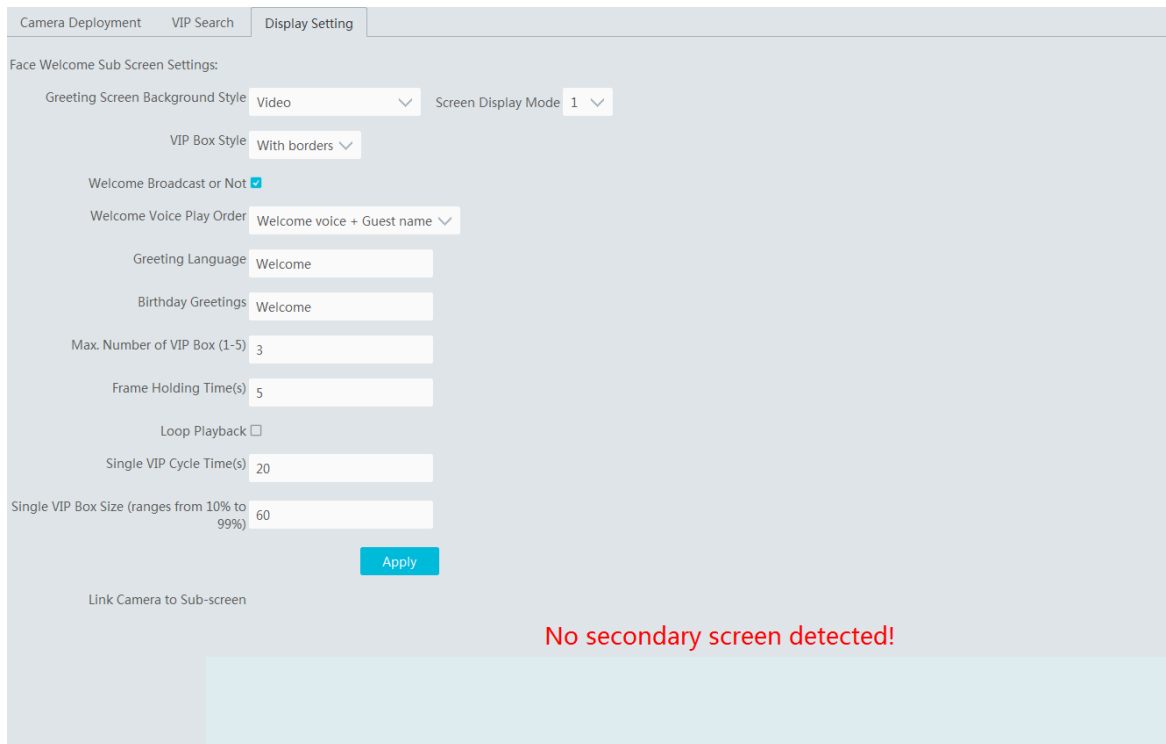 Camera Deployment VIP Search Display Setting
Face Welcome Sub Screen Settings:
Greeting Screen Background Style Video Screen Display Mode 1
VIP Box Style With borders
Welcome Broadcast or Not
Welcome Voice Play Order Welcome voice + Guest name
Greeting Language Welcome
Birthday Greetings Welcome
Max. Number of VIP Box (1-5) 3
Frame Holding Time(s) 5
Loop Playback
Single VIP Cycle Time(s) 20
Single VIP Box Size (ranges from 10% to
99%) 60
Apply
Link Camera to Sub-screen
No secondary screen detected!